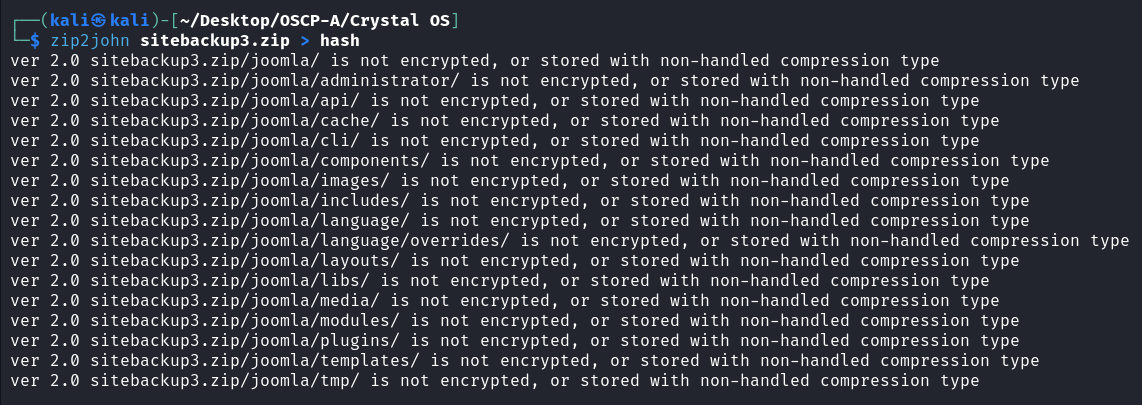 ┌──(kali㉿kali)-[~/Desktop/OSCP-A/Crystal OS]
└─$ zip2john sitebackup3.zip > hash
ver 2.0 sitebackup3.zip/joomla/ is not encrypted, or stored with non-handled compression type
ver 2.0 sitebackup3.zip/joomla/administrator/ is not encrypted, or stored with non-handled compression type
ver 2.0 sitebackup3.zip/joomla/api/ is not encrypted, or stored with non-handled compression type
ver 2.0 sitebackup3.zip/joomla/cache/ is not encrypted, or stored with non-handled compression type
ver 2.0 sitebackup3.zip/joomla/cli/ is not encrypted, or stored with non-handled compression type
ver 2.0 sitebackup3.zip/joomla/components/ is not encrypted, or stored with non-handled compression type
ver 2.0 sitebackup3.zip/joomla/images/ is not encrypted, or stored with non-handled compression type
ver 2.0 sitebackup3.zip/joomla/includes/ is not encrypted, or stored with non-handled compression type
ver 2.0 sitebackup3.zip/joomla/language/ is not encrypted, or stored with non-handled compression type
ver 2.0 sitebackup3.zip/joomla/language/overrides/ is not encrypted, or stored with non-handled compression type
ver 2.0 sitebackup3.zip/joomla/layouts/ is not encrypted, or stored with non-handled compression type
ver 2.0 sitebackup3.zip/joomla/libs/ is not encrypted, or stored with non-handled compression type
ver 2.0 sitebackup3.zip/joomla/media/ is not encrypted, or stored with non-handled compression type
ver 2.0 sitebackup3.zip/joomla/modules/ is not encrypted, or stored with non-handled compression type
ver 2.0 sitebackup3.zip/joomla/plugins/ is not encrypted, or stored with non-handled compression type
ver 2.0 sitebackup3.zip/joomla/templates/ is not encrypted, or stored with non-handled compression type
ver 2.0 sitebackup3.zip/joomla/tmp/ is not encrypted, or stored with non-handled compression type